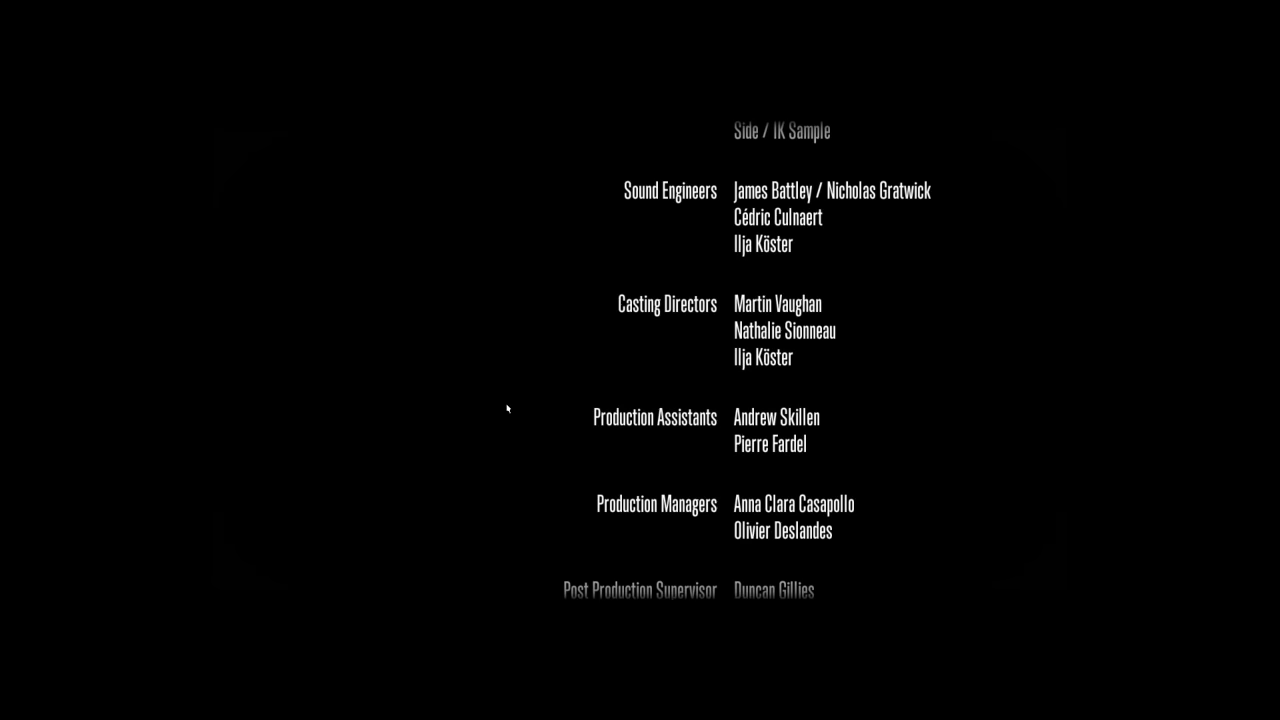 Side / IK Sample
Sound Engineers James Battley / Nicholas Gratwick
Cédric Culnaert
Ilja Köster
Casting Directors Martin Vaughan
Nathalie Sionneau
Ilja Köster
Production Assistants Andrew Skillen
Pierre Fardel
Production Managers Anna Clara Casapollo
Olivier Deslandes
Post Production Supervisor Duncan Gillies